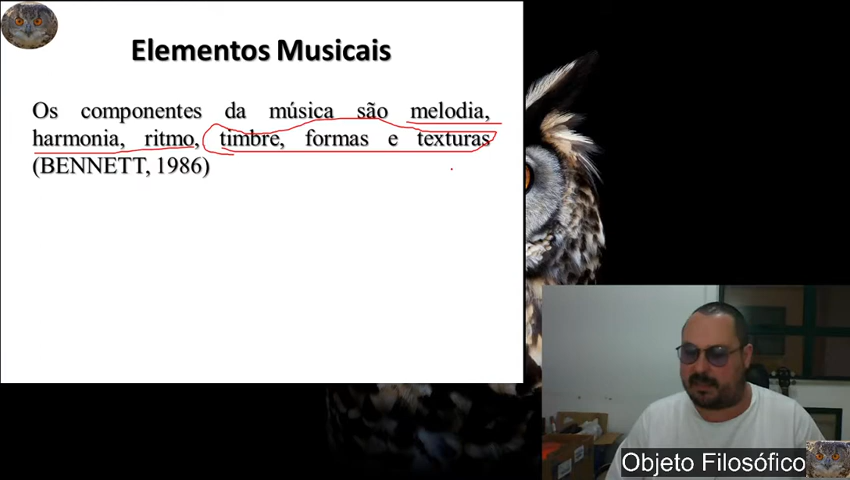 Elementos Musicais
Os componentes da música são melodia,
harmonia, ritmo, timbre, formas e texturas
(BENNETT, 1986)
Objeto Filosófico